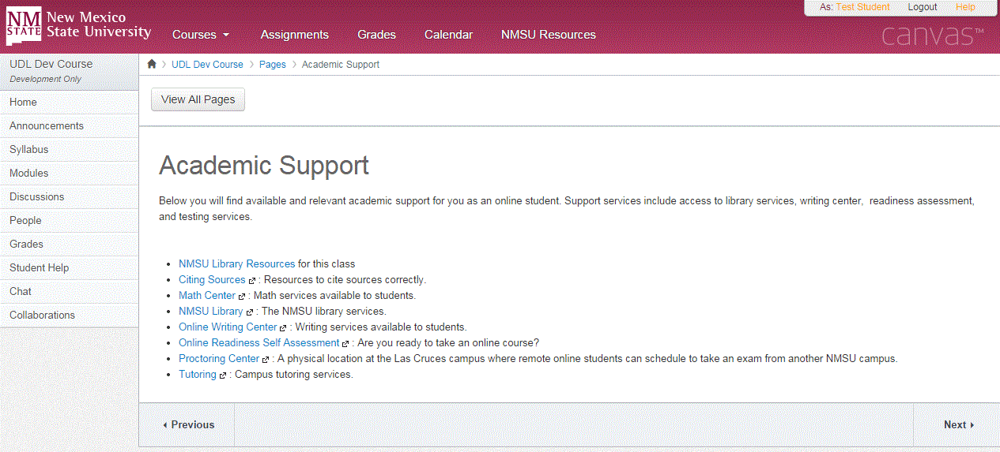 As: Test Student Logout Help
NM STATE New Mexico State University
Courses Assignments Grades Calendar NMSU Resources
canvas™
UDL Dev Course
Development Only
Home
Announcements
Syllabus
Modules
Discussions
People
Grades
Student Help
Chat
Collaborations
UDL Dev Course Pages Academic Support
View All Pages
Academic Support
Below you will find available and relevant academic support for you as an online student. Support services include access to library services, writing center, readiness assessment,
and testing services.
NMSU Library Resources for this class
Citing Sources : Resources to cite sources correctly.
Math Center : Math services available to students.
NMSU Library : The NMSU library services.
Online Writing Center : Writing services available to students.
Online Readiness Self Assessment : Are you ready to take an online course?
Proctoring Center : A physical location at the Las Cruces campus where remote online students can schedule to take an exam from another NMSU campus.
Tutoring : Campus tutoring services.
Previous Next